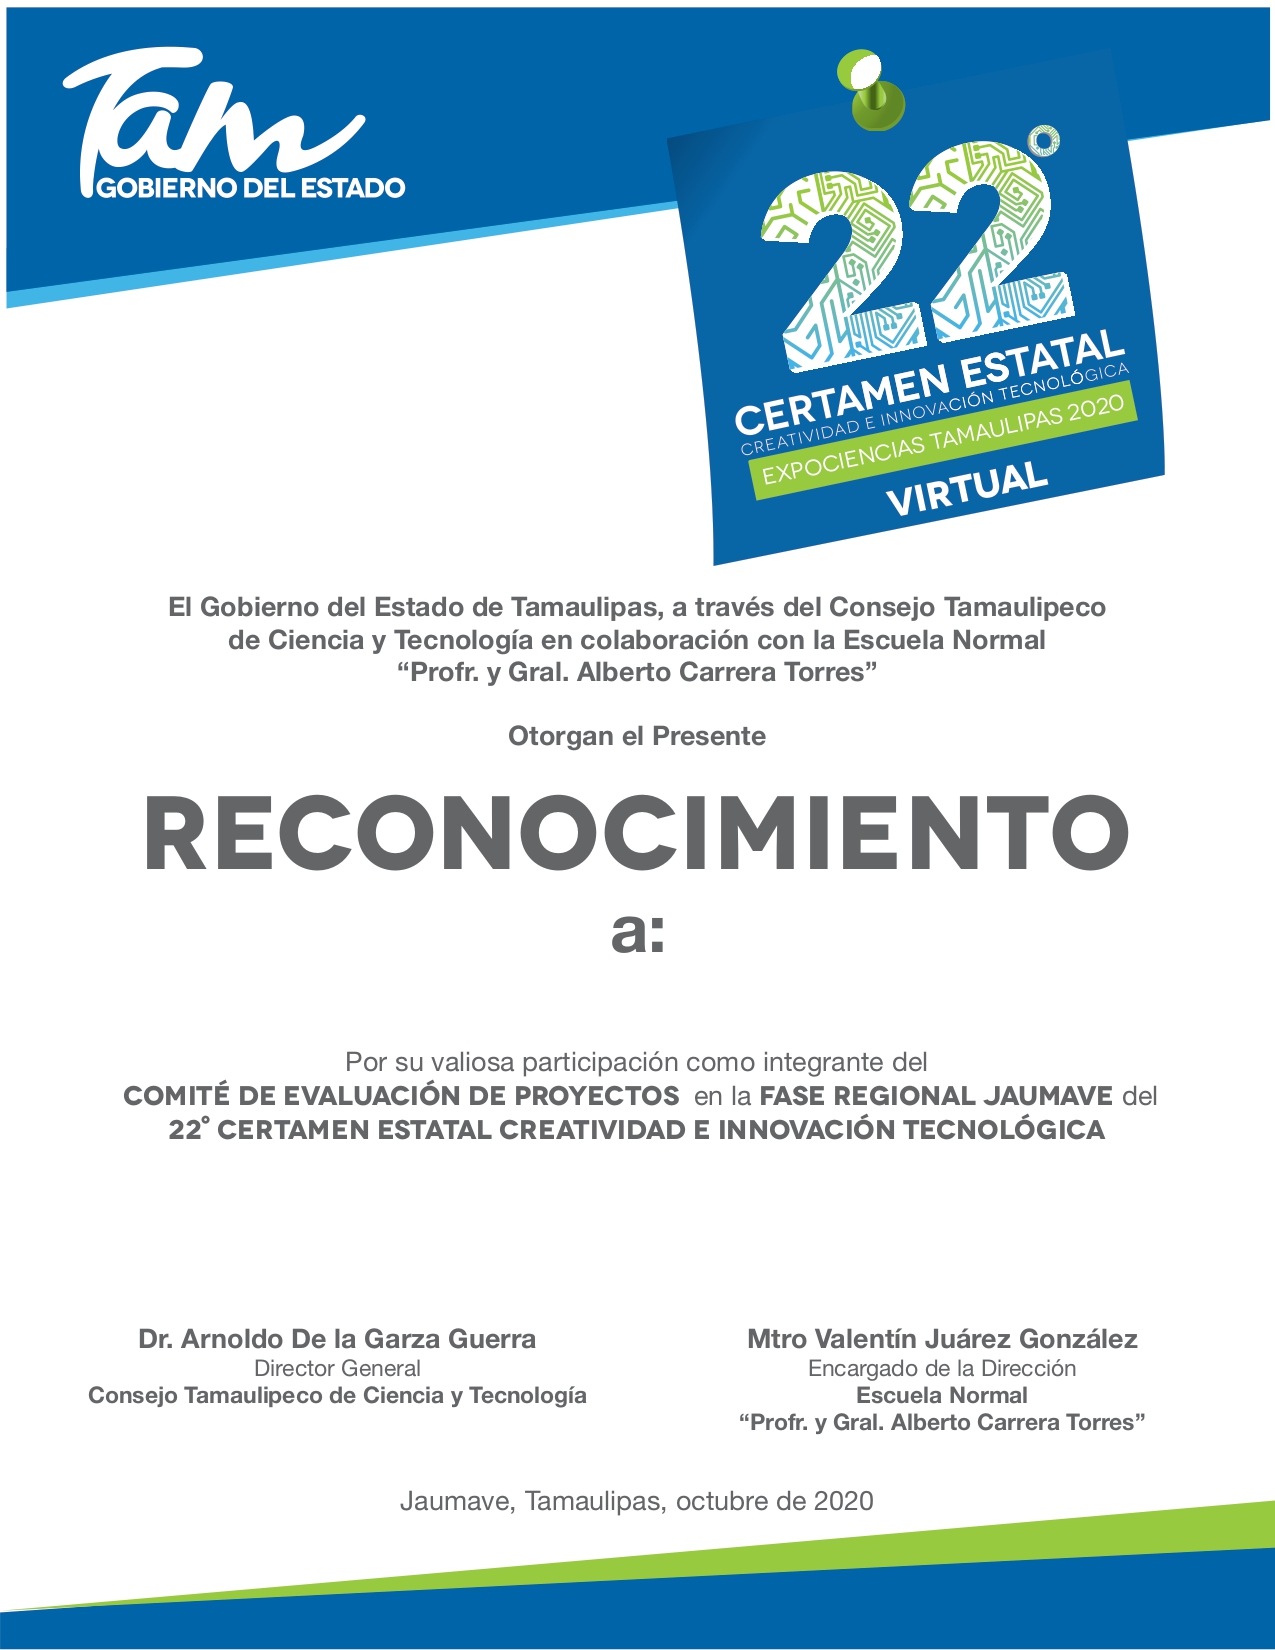 Tam
GOBIERNO DEL ESTADO
22°
CERTAMEN ESTATAL
CREATIVIDAD E INNOVACIÓN TECNOLÓGICA
EXPOCIENCIAS TAMAULIPAS 2020
VIRTUAL
El Gobierno del Estado de Tamaulipas, a través del Consejo Tamaulipeco
de Ciencia y Tecnología en colaboración con la Escuela Normal
“Profr. y Gral. Alberto Carrera Torres”
Otorgan el Presente
RECONOCIMIENTO
a:
Por su valiosa participación como integrante del
COMITÉ DE EVALUACIÓN DE PROYECTOS en la FASE REGIONAL JAUMAVE del
22° CERTAMEN ESTATAL CREATIVIDAD E INNOVACIÓN TECNOLÓGICA
Dr. Arnoldo De la Garza Guerra
Director General
Consejo Tamaulipeco de Ciencia y Tecnología
Mtro Valentín Juárez González
Encargado de la Dirección
Escuela Normal
“Profr. y Gral. Alberto Carrera Torres”
Jaumave, Tamaulipas, octubre de 2020